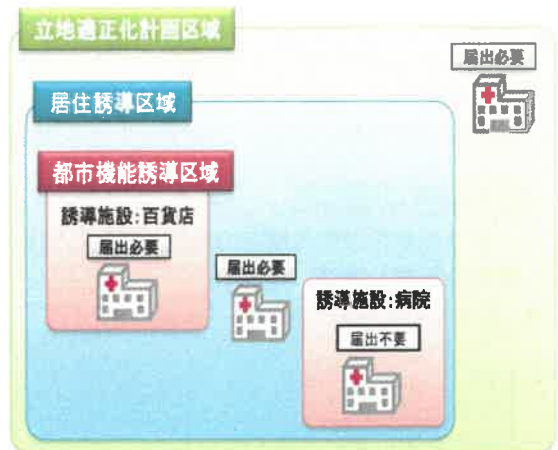 立地適正化計画区域
届出必要
居住誘導区域
都市機能誘導区域
誘導施設:百貨店
届出必要
届出必要
誘導施設:病院
届出不要